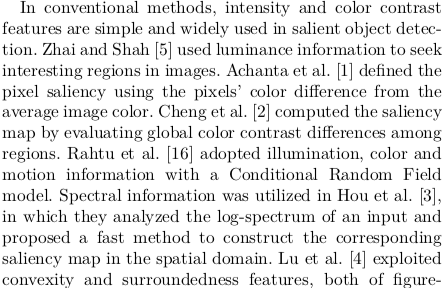 In conventional methods, intensity and color contrast
features are simple and widely used in salient object detec-
tion. Zhai and Shah [5] used luminance information to seek
interesting regions in images. Achanta et al. [1] defined the
pixel saliency using the pixels' color difference from the
average image color. Cheng et al. [2] computed the saliency
map by evaluating global color contrast differences among
regions. Rahtu et al. [16] adopted illumination, color and
motion information with a Conditional Random Field
model. Spectral information was utilized in Hou et al. [3],
in which they analyzed the log-spectrum of an input and
proposed a fast method to construct the corresponding
saliency map in the spatial domain. Lu et al. [4] exploited
convexity and surroundedness features, both of figure-